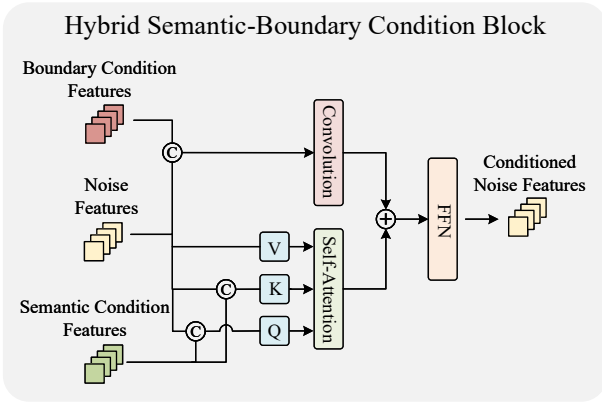 Hybrid Semantic-Boundary Condition Block
Boundary Condition
Features
C
Convolution
Noise
Features
V
K
Q
C
C
Self-Attention
Semantic Condition
Features
FFN
Conditioned
Noise Features